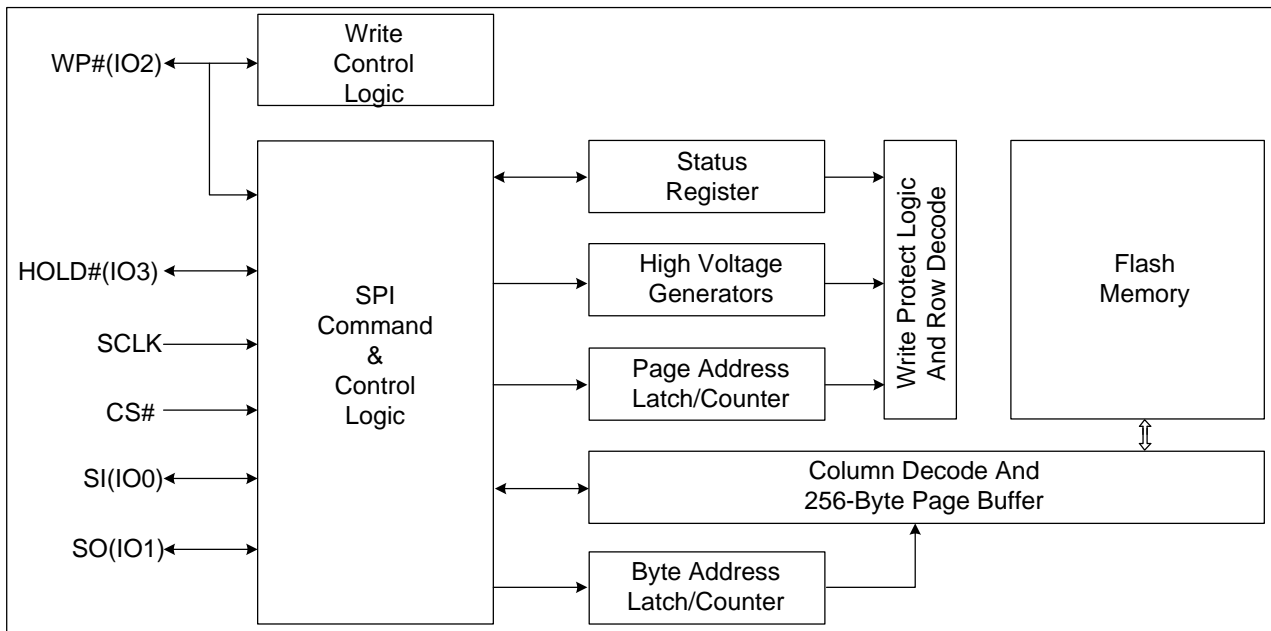 WP#(IO2)
Write
Control
Logic
HOLD#(IO3)
SCLK
CS#
SI(IO0)
SO(IO1)
SPI
Command
&
Control
Logic
Status
Register
High Voltage
Generators
Page Address
Latch/Counter
Write Protect Logic
And Row Decode
Flash
Memory
Column Decode And
256-Byte Page Buffer
Byte Address
Latch/Counter